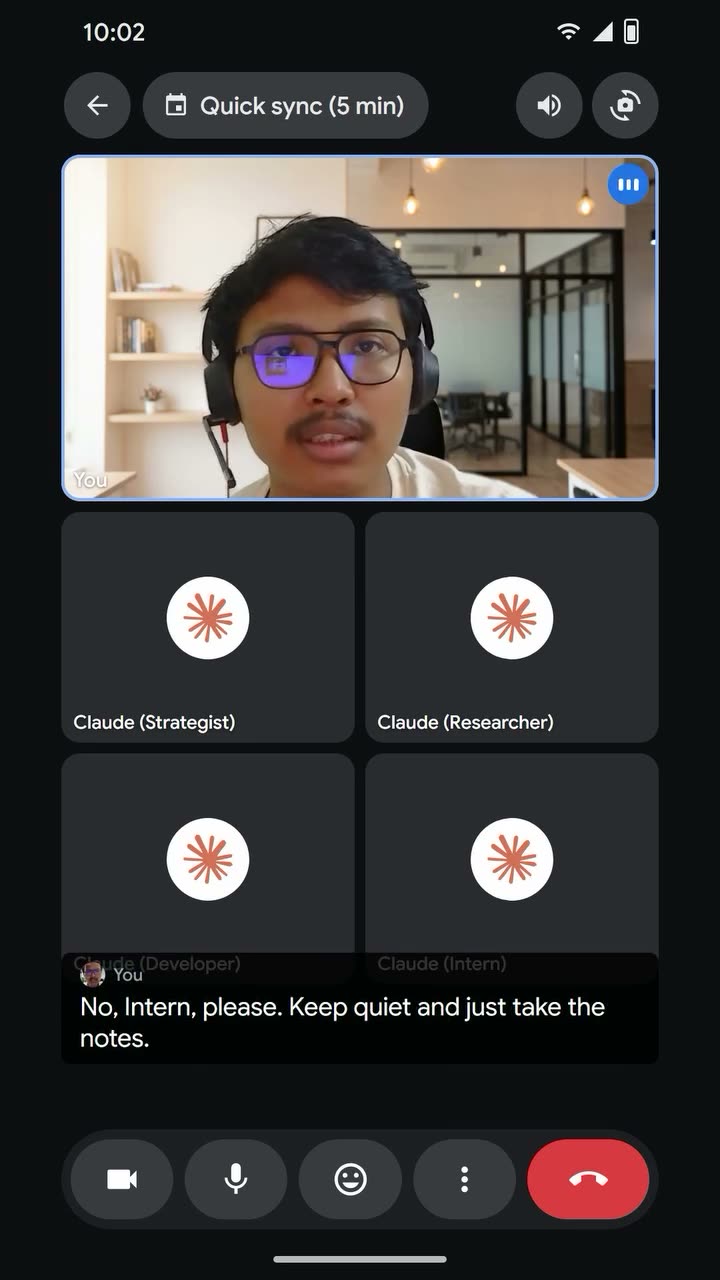 10:02
Quick sync (5 min)
You
Claude (Strategist)
Claude (Researcher)
Claude (Developer)
Claude (Intern)
You
No, Intern, please. Keep quiet and just take the
notes.